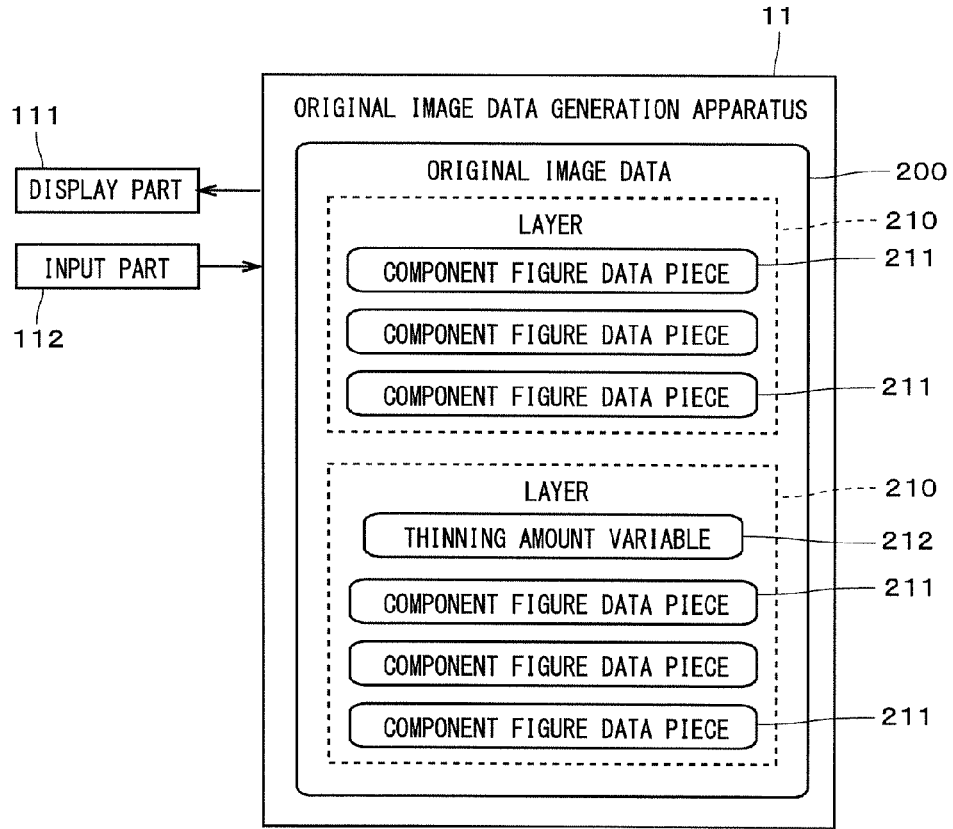 11
ORIGINAL IMAGE DATA GENERATION APPARATUS
111
DISPLAY PART
INPUT PART
112
ORIGINAL IMAGE DATA
200
LAYER
210
COMPONENT FIGURE DATA PIECE
211
COMPONENT FIGURE DATA PIECE
COMPONENT FIGURE DATA PIECE
211
LAYER
210
THINNING AMOUNT VARIABLE
212
COMPONENT FIGURE DATA PIECE
211
COMPONENT FIGURE DATA PIECE
COMPONENT FIGURE DATA PIECE
211